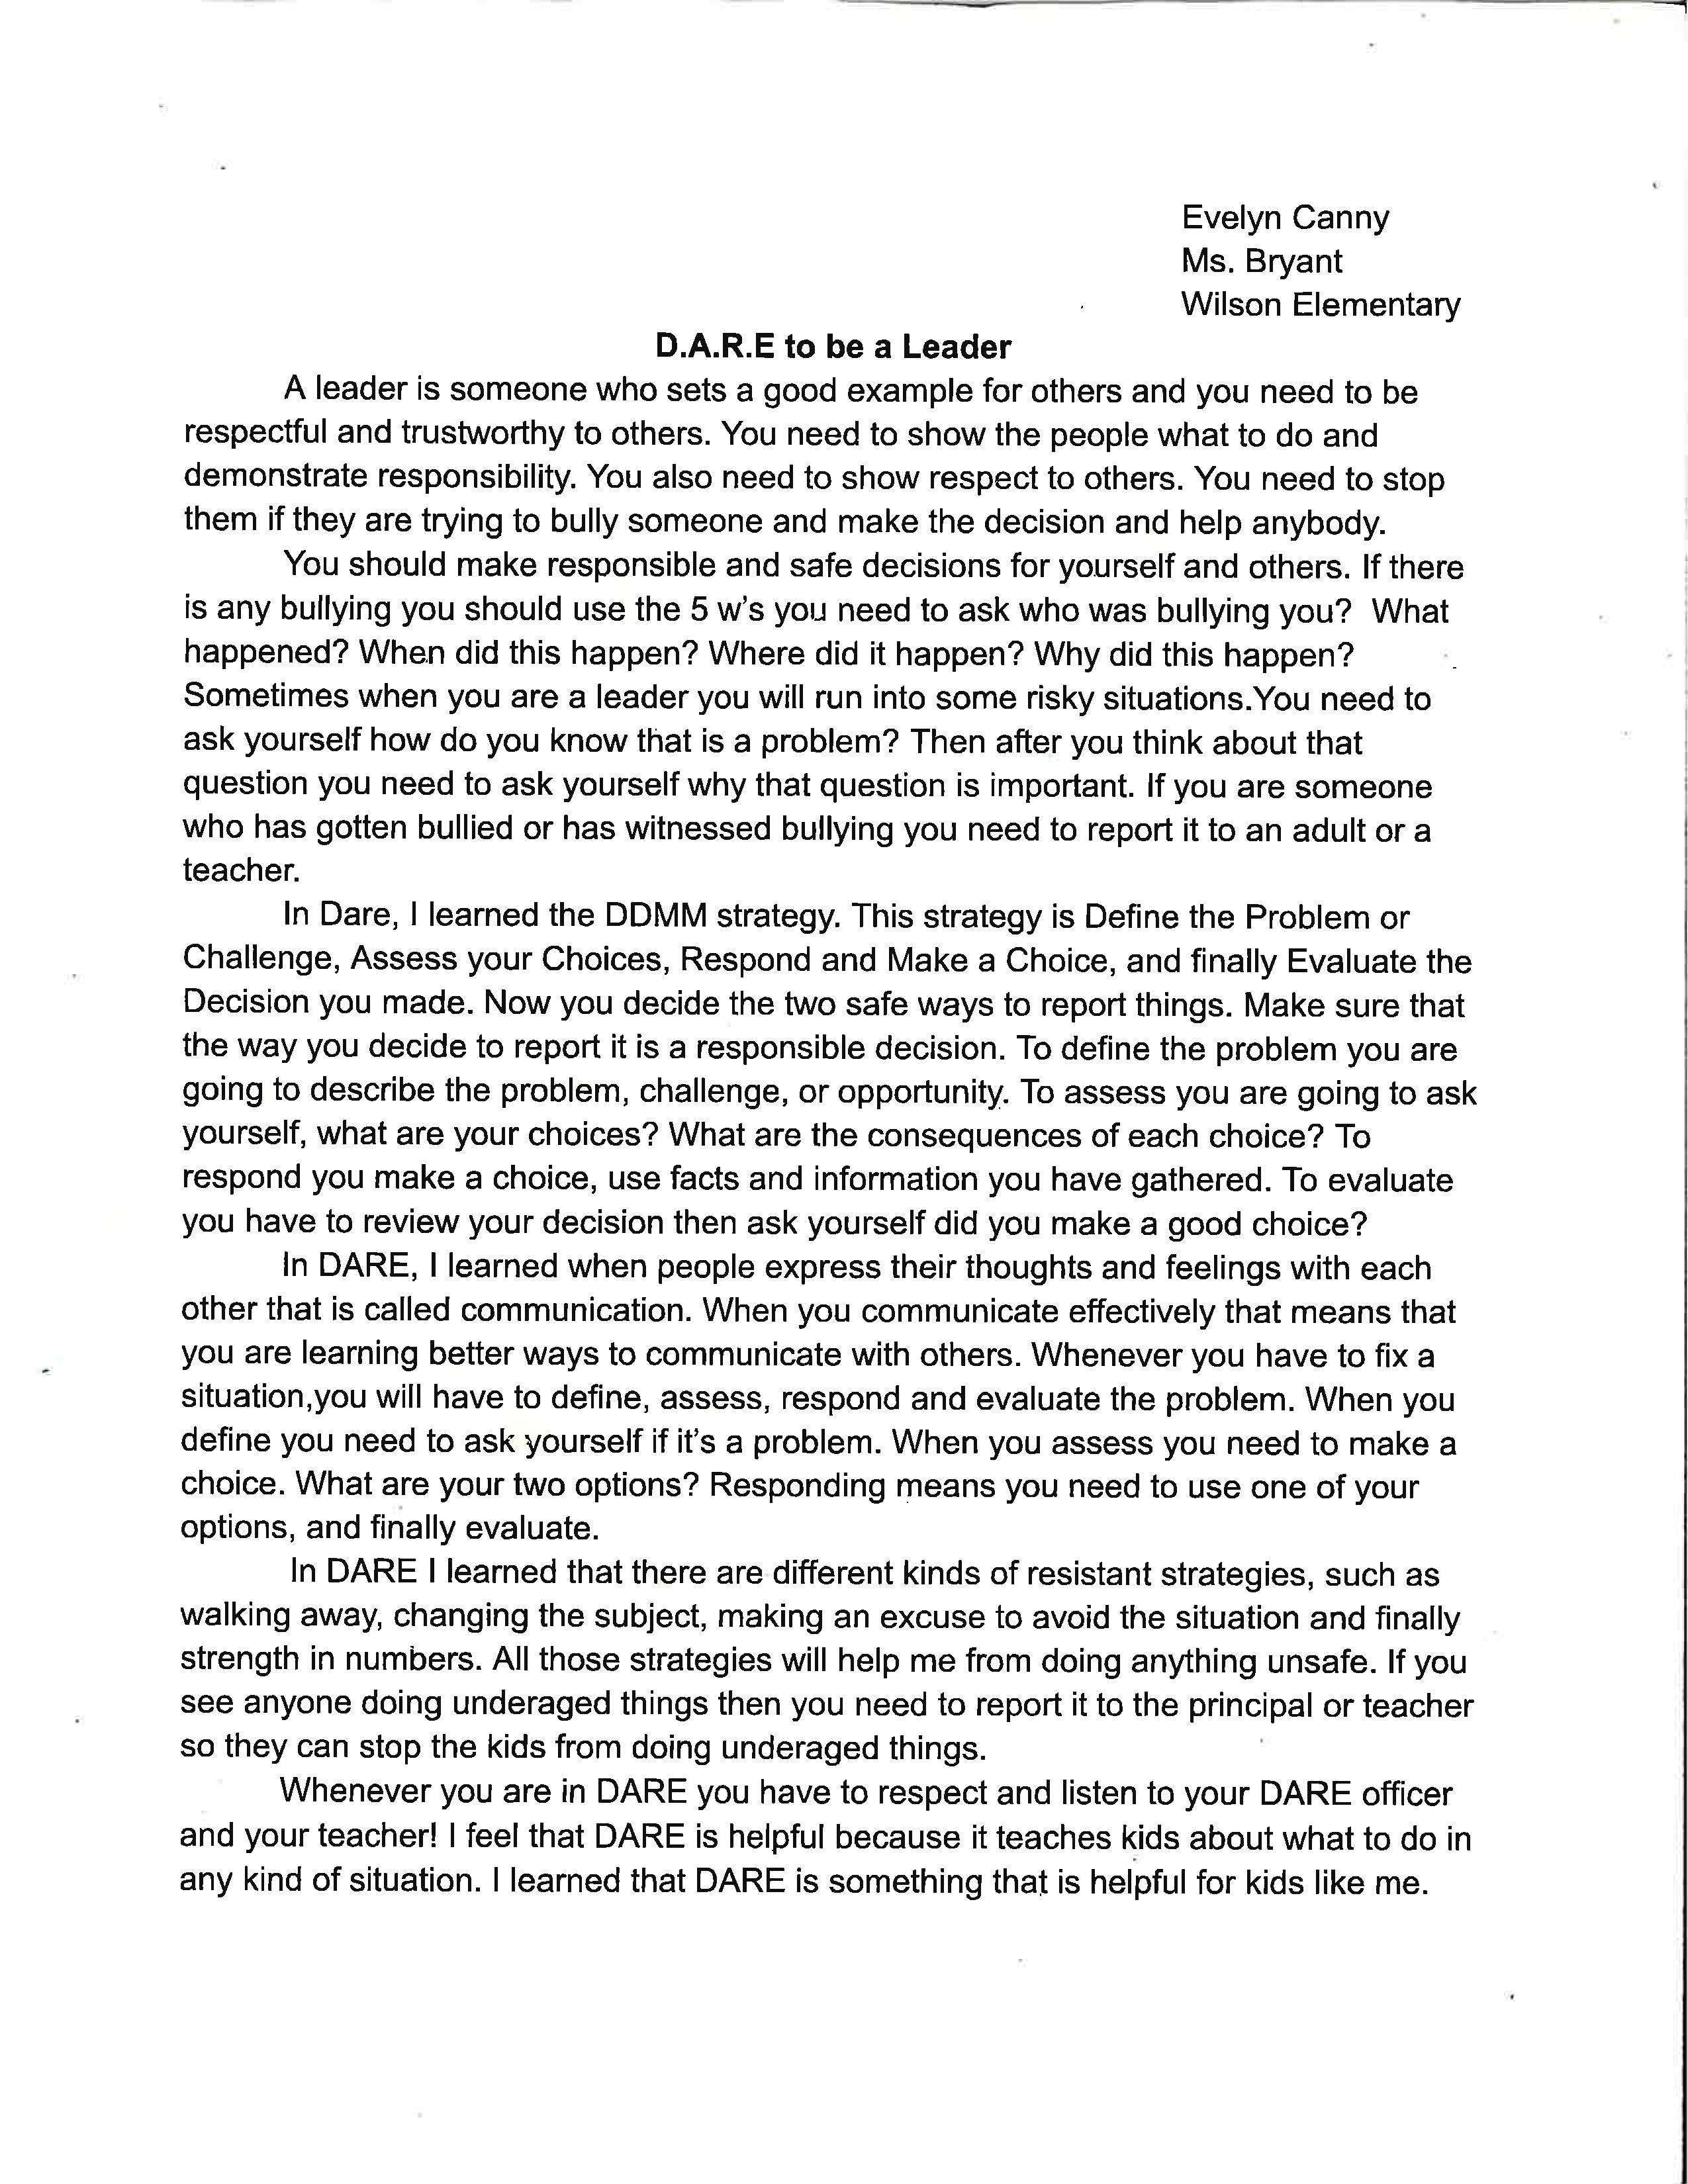 Evelyn Canny
Ms. Bryant
Wilson Elementary
D.A.R.E to be a Leader
A leader is someone who sets a good example for others and you need to be
respectful and trustworthy to others. You need to show the people what to do and
demonstrate responsibility. You also need to show respect to others. You need to stop
them if they are trying to bully someone and make the decision and help anybody.
You should make responsible and safe decisions for yourself and others. If there
is any bullying you should use the 5 w's you need to ask who was bullying you?  What
happened? When did this happen? Where did it happen? Why did this happen?
Sometimes when you are a leader you will run into some risky situations.You need to
ask yourself how do you know that is a problem? Then after you think about that
question you need to ask yourself why that question is important. If you are someone
who has gotten bullied or has witnessed bullying you need to report it to an adult or a
teacher.
In Dare, I learned the DDMM strategy. This strategy is Define the Problem or
Challenge, Assess your Choices, Respond and Make a Choice, and finally Evaluate the
Decision you made. Now you decide the two safe ways to report things. Make sure that
the way you decide to report it is a responsible decision. To define the problem you are
going to describe the problem, challenge, or opportunity. To assess you are going to ask
yourself, what are your choices? What are the consequences of each choice? To
respond you make a choice, use facts and information you have gathered. To evaluate
you have to review your decision then ask yourself did you make a good choice?
In DARE, I learned when people express their thoughts and feelings with each
other that is called communication. When you communicate effectively that means that
you are learning better ways to communicate with others. Whenever you have to fix a
situation,you will have to define, assess, respond and evaluate the problem. When you
define you need to ask yourself if it's a problem. When you assess you need to make a
choice. What are your two options? Responding means you need to use one of your
options, and finally evaluate.
In DARE I learned that there are different kinds of resistant strategies, such as
walking away, changing the subject, making an excuse to avoid the situation and finally
strength in numbers. All those strategies will help me from doing anything unsafe. If you
see anyone doing underaged things then you need to report it to the principal or teacher
so they can stop the kids from doing underaged things.
Whenever you are in DARE you have to respect and listen to your DARE officer
and your teacher! I feel that DARE is helpful because it teaches kids about what to do in
any kind of situation. I learned that DARE is something that is helpful for kids like me.